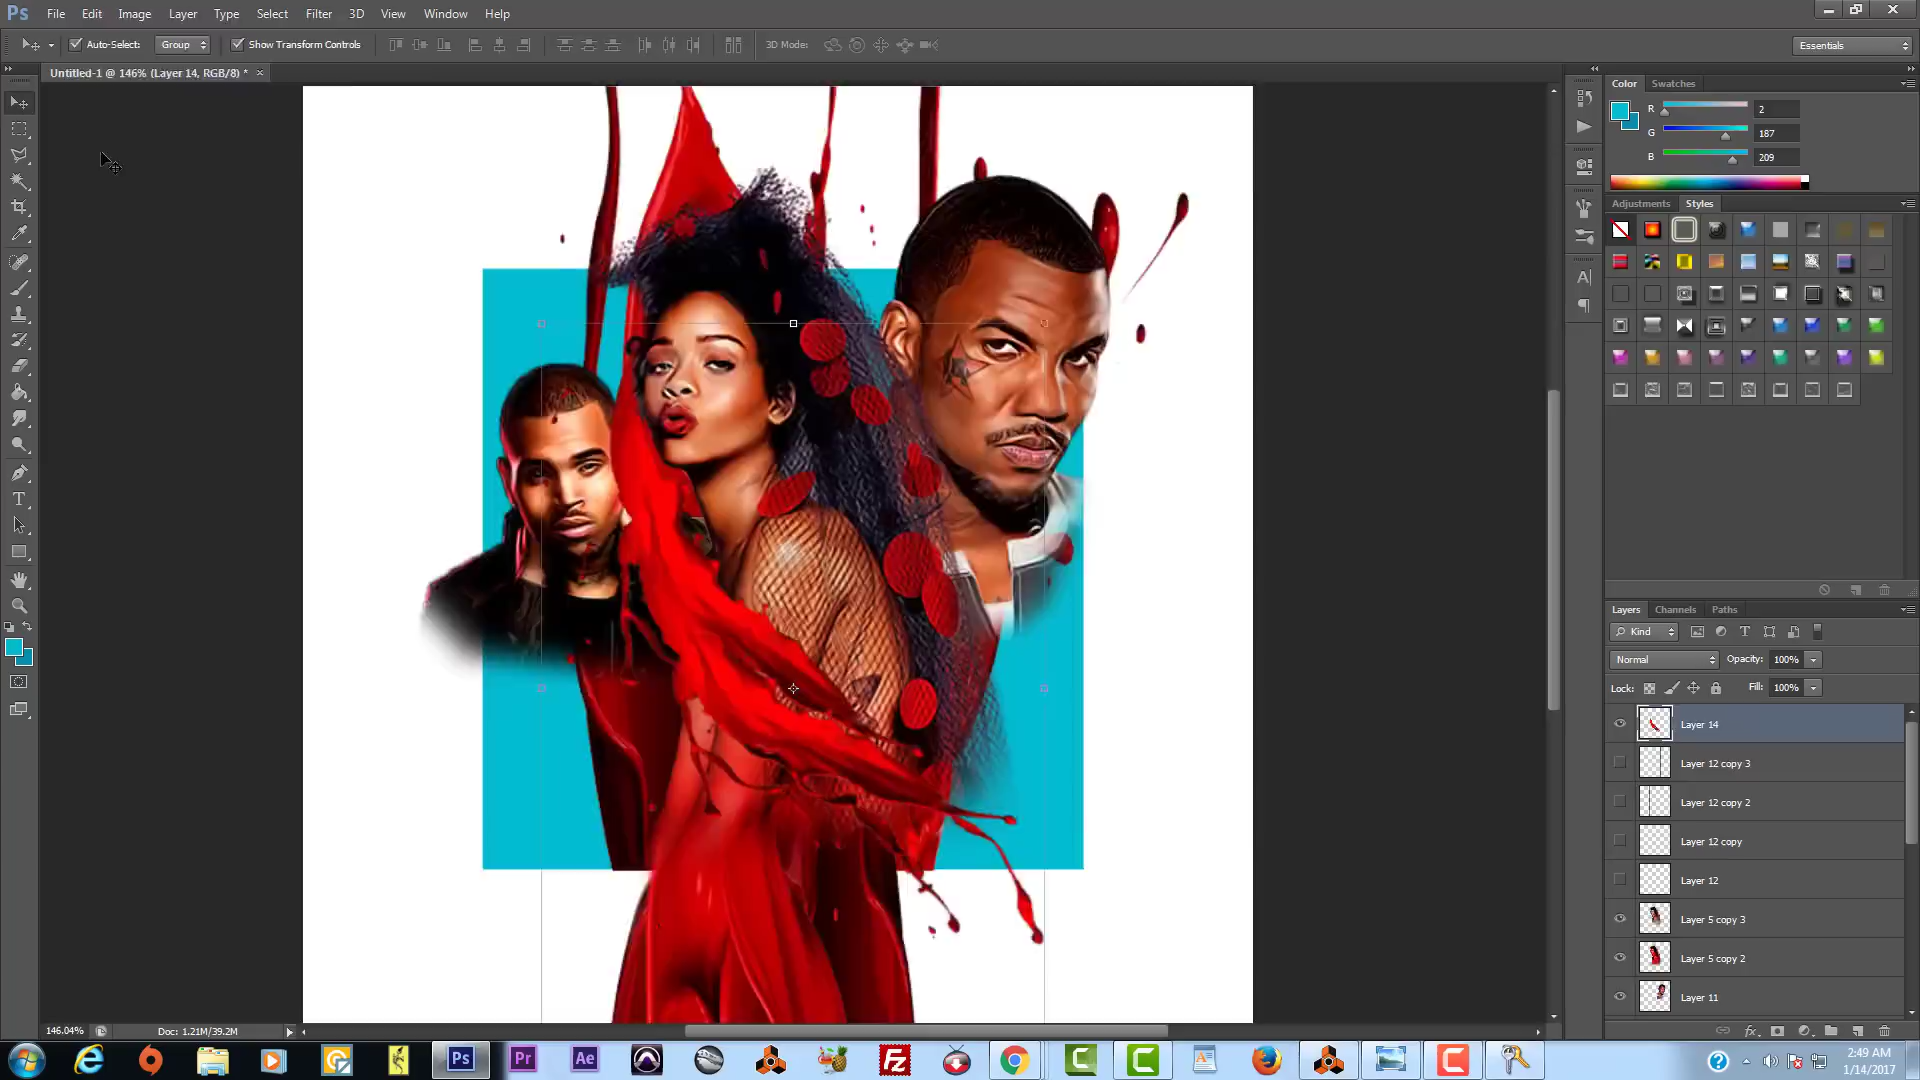 Ps File Edit Image Layer Type Select Filter 3D View Window Help
Auto-Select: Group Show Transform Controls 3D Mode: Essentials
Untitled-1 @ 146% (Layer 14, RGB/8) * ×
Color Swatches
R 2
G 187
B 209
Adjustments Styles
Layers Channels Paths
Kind
Normal Opacity: 100%
Lock: Fill: 100%
Layer 14
Layer 12 copy 3
Layer 12 copy 2
Layer 12 copy
Layer 12
Layer 5 copy 3
Layer 5 copy 2
Layer 11
146.04% Doc: 1.21M/39.2M
Ps Pr Ae Fz C C C
2:49 AM
1/14/2017